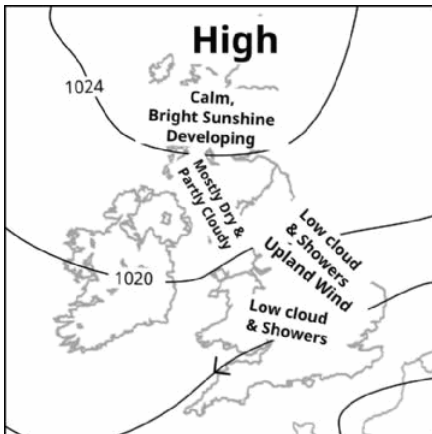 High
1024
Calm,
Bright Sunshine
Developing
Mostly Dry &
Partly Cloudy
Low cloud
& Showers
Upland Wind
1020
Low cloud
& Showers